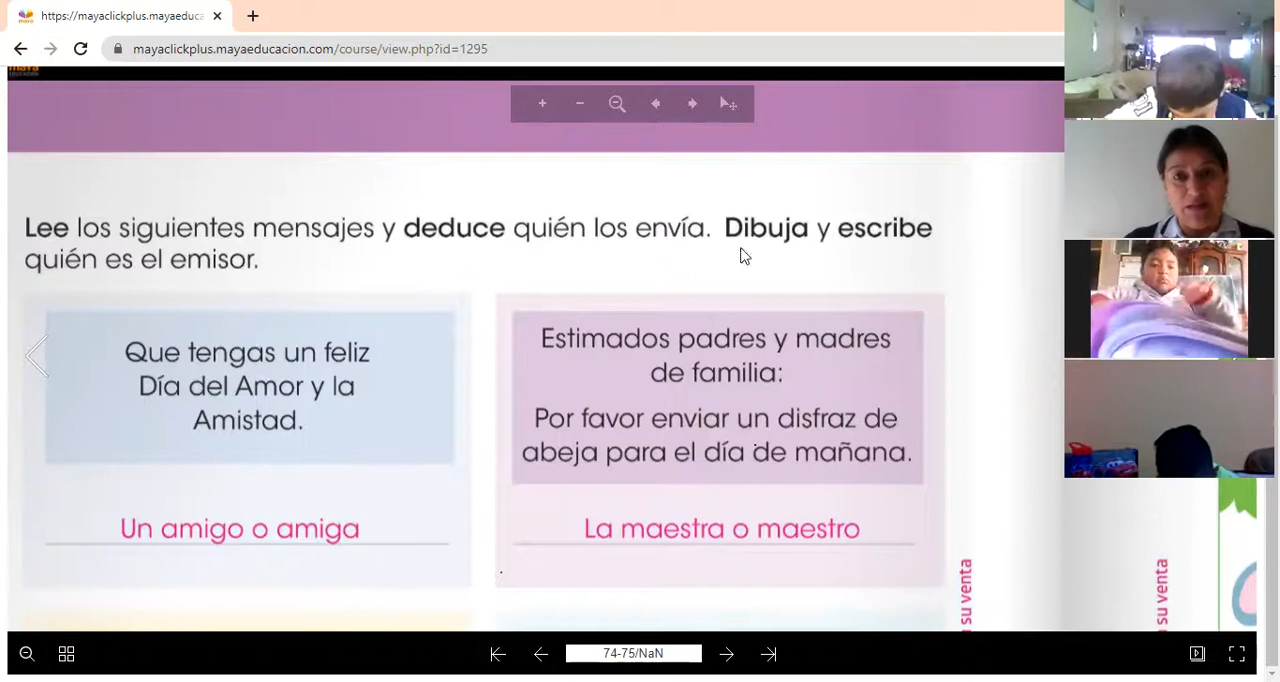 https://mayaclickplus.mayaeduca
mayaclickplus.mayaeducacion.com/course/view.php?id=1295
maya
EDUCACIÓN
Lee los siguientes mensajes y deduce quién los envía. Dibuja y escribe
quién es el emisor.
Que tengas un feliz
Día del Amor y la
Amistad.
Un amigo o amiga
Estimados padres y madres
de familia:
Por favor enviar un disfraz de
abeja para el día de mañana.
La maestra o maestro
su venta
su venta
74-75/NaN